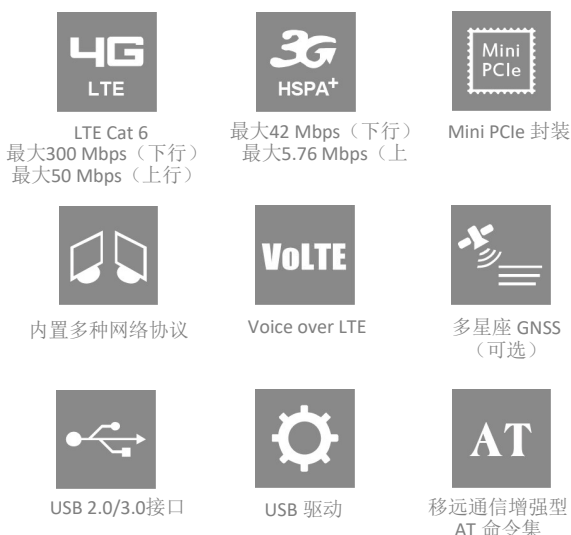 4G
LTE
LTE Cat 6
最大300 Mbps（下行）
最大50 Mbps（上行）
3G
HSPA+
最大42 Mbps（下行）
最大5.76 Mbps（上
Mini
PCIe
Mini PCIe 封装
内置多种网络协议
VoLTE
Voice over LTE
多星座 GNSS
（可选）
USB 2.0/3.0接口
USB 驱动
AT
移远通信增强型
AT 命令集